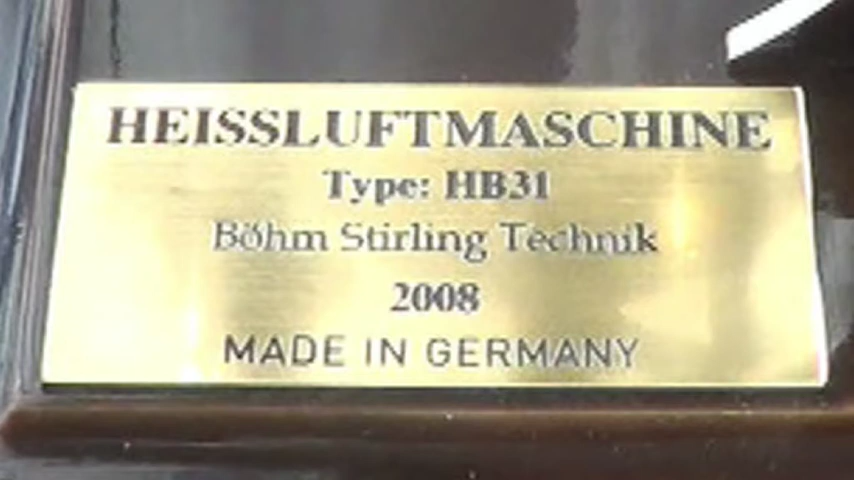 HEISSLUFTMASCHINE
Type: HB31
Böhm Stirling Technik
2008
MADE IN GERMANY